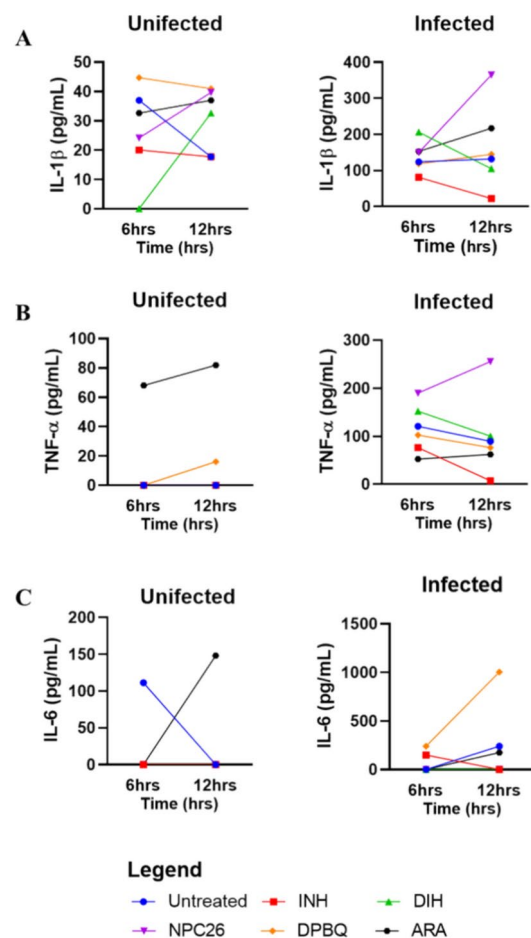 A
Unifected
Infected
IL-1β (pg/mL)
50
40
30
20
10
0
6hrs 12hrs
Time (hrs)
IL-1β (pg/mL)
400
300
200
100
0
6hrs 12hrs
Time (hrs)
B
Unifected
Infected
TNF-α (pg/mL)
100
80
60
40
20
0
6hrs 12hrs
Time (hrs)
TNF-α (pg/mL)
300
200
100
0
6hrs 12hrs
Time (hrs)
C
Unifected
Infected
IL-6 (pg/mL)
200
150
100
50
0
6hrs 12hrs
Time (hrs)
IL-6 (pg/mL)
1500
1000
500
0
6hrs 12hrs
Time (hrs)
Legend
Untreated INH DIH
NPC26 DPBQ ARA